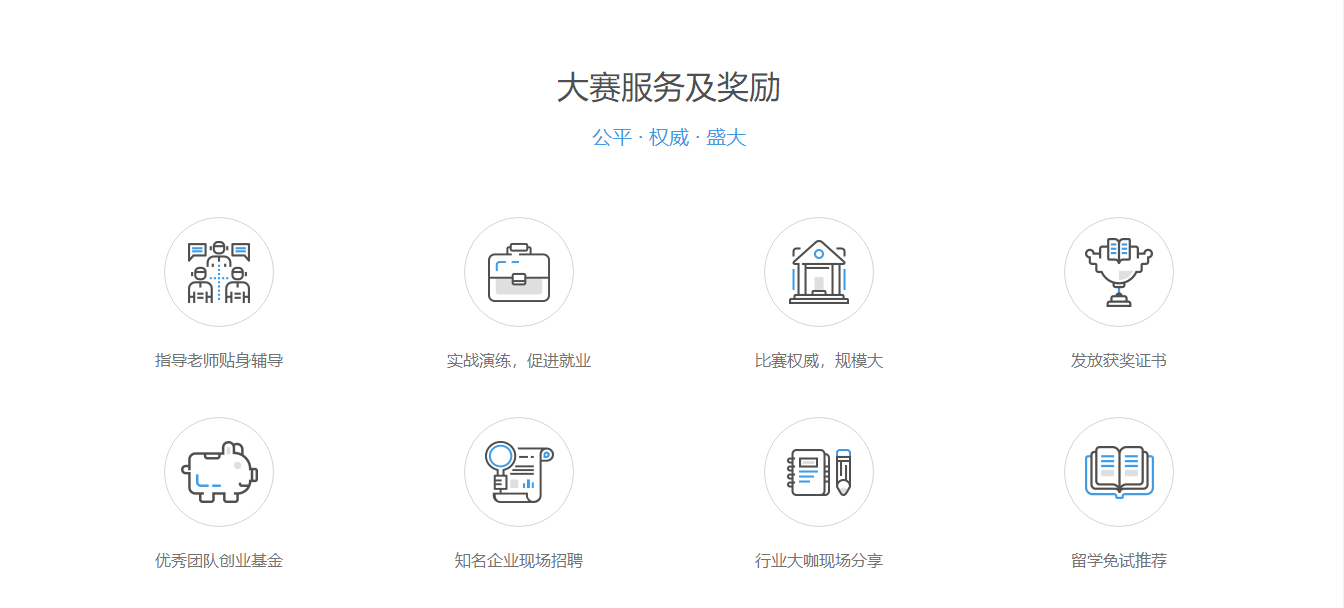 大赛服务及奖励
公平 · 权威 · 盛大
指导老师贴身辅导
实战演练，促进就业
比赛权威，规模大
发放获奖证书
优秀团队创业基金
知名企业现场招聘
行业大咖现场分享
留学免试推荐